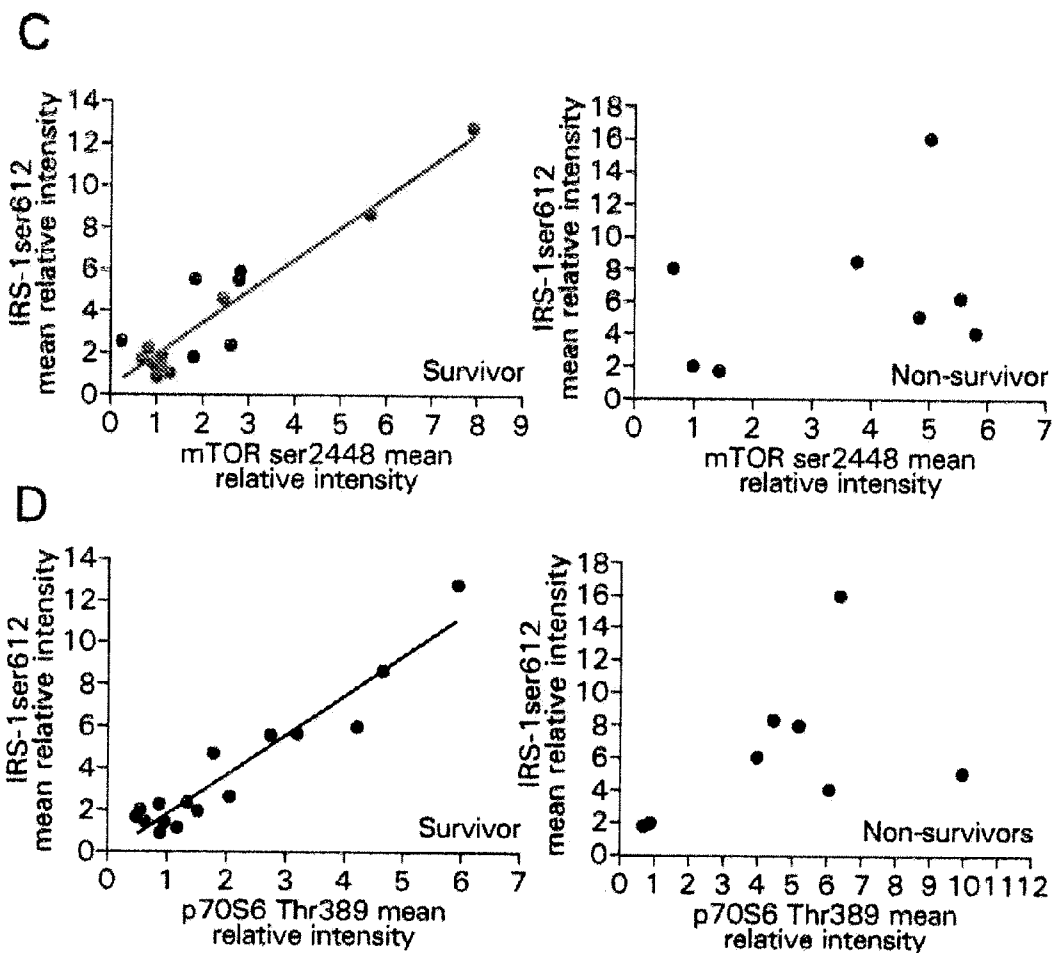 C
IRS-1ser612
mean relative intensity
14
12
10
8
6
4
2
0
0 1 2 3 4 5 6 7 8 9
Survivor
mTOR ser2448 mean
relative intensity
IRS-1ser612
mean relative intensity
18
16
14
12
10
8
6
4
2
0
0 1 2 3 4 5 6 7
Non-survivor
mTOR ser2448 mean
relative intensity
D
IRS-1ser612
mean relative intensity
14
12
10
8
6
4
2
0
0 1 2 3 4 5 6 7
Survivor
p70S6 Thr389 mean
relative intensity
IRS-1ser612
mean relative intensity
18
16
14
12
10
8
6
4
2
0
0 1 2 3 4 5 6 7 8 9 10 11 12
Non-survivors
p70S6 Thr389 mean
relative intensity